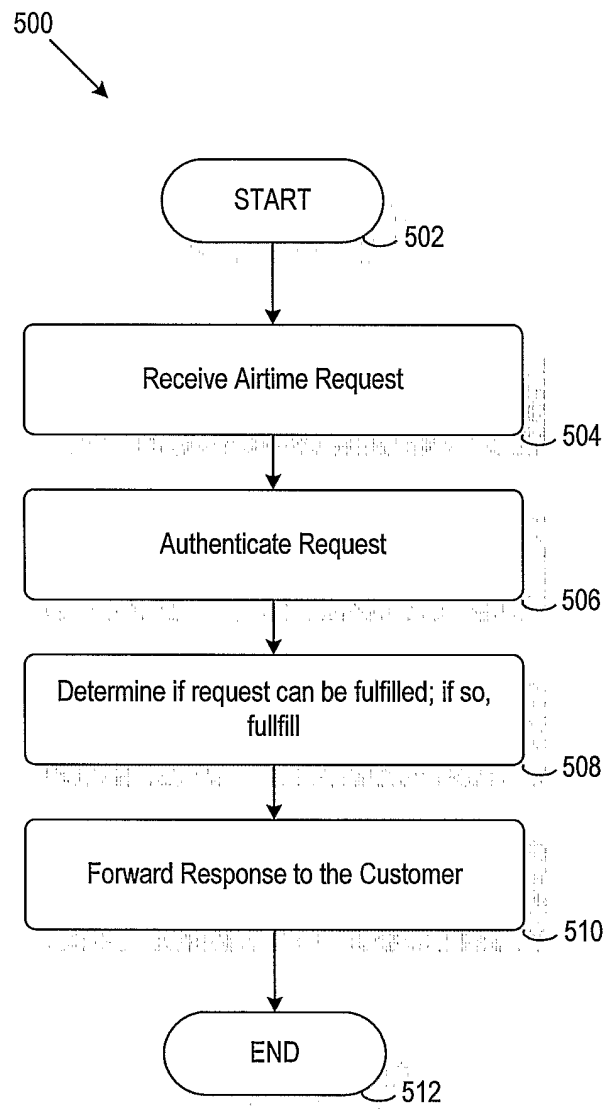 500
START
502
Receive Airtime Request
504
Authenticate Request
506
Determine if request can be fulfilled; if so,
fullfill
508
Forward Response to the Customer
510
END
512